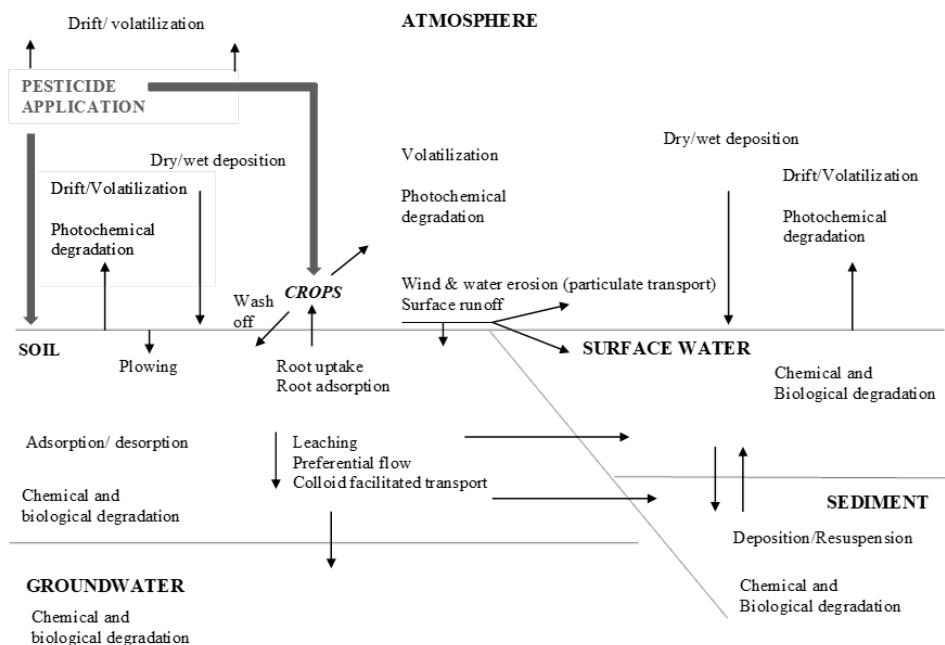 ATMOSPHERE
Drift/ volatilization
PESTICIDE
APPLICATION
Dry/wet deposition
Drift/Volatilization
Photochemical
degradation
Volatilization
Photochemical
degradation
Dry/wet deposition
Drift/Volatilization
Photochemical
degradation
Wash
off
CROPS
Wind & water erosion (particulate transport)
Surface runoff
SOIL
Plowing
Root uptake
Root adsorption
SURFACE WATER
Chemical and
Biological degradation
Adsorption/ desorption
Leaching
Preferential flow
Colloid facilitated transport
Chemical and
biological degradation
SEDIMENT
Deposition/Resuspension
Chemical and
Biological degradation
GROUNDWATER
Chemical and
biological degradation